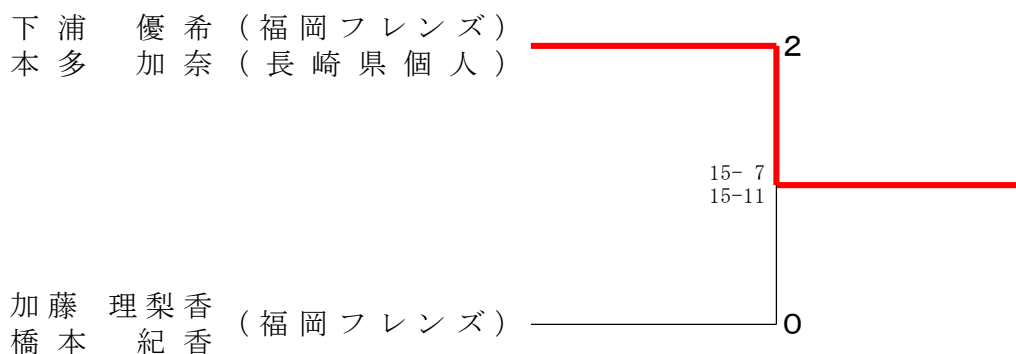 下浦 優希(福岡フレンズ)
本多 加奈(長崎県個人)
2
15- 7
15-11
加藤 理梨香
橋本 紀香
(福岡フレンズ)
0